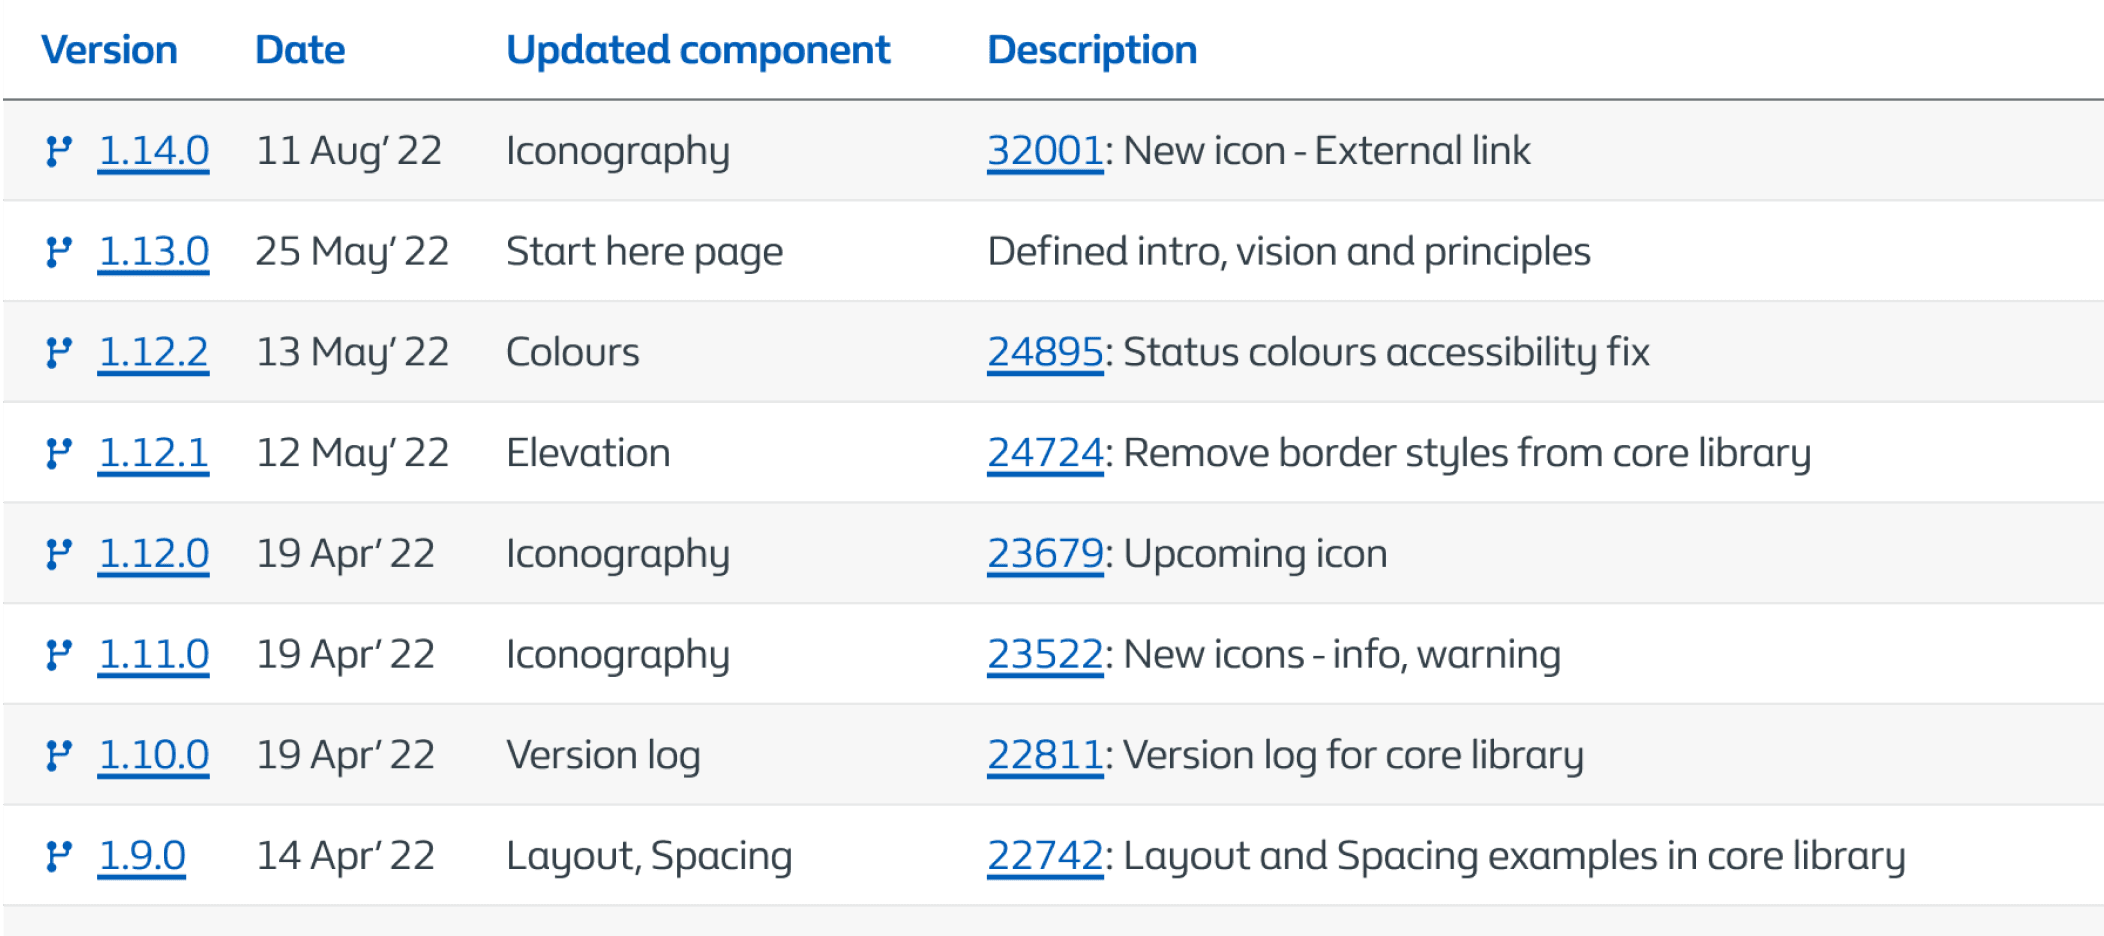 Version Date Updated component Description
1.14.0 11 Aug’ 22 Iconography 32001: New icon - External link
1.13.0 25 May’ 22 Start here page Defined intro, vision and principles
1.12.2 13 May’ 22 Colours 24895: Status colours accessibility fix
1.12.1 12 May’ 22 Elevation 24724: Remove border styles from core library
1.12.0 19 Apr’ 22 Iconography 23679: Upcoming icon
1.11.0 19 Apr’ 22 Iconography 23522: New icons - info, warning
1.10.0 19 Apr’ 22 Version log 22811: Version log for core library
1.9.0 14 Apr’ 22 Layout, Spacing 22742: Layout and Spacing examples in core library